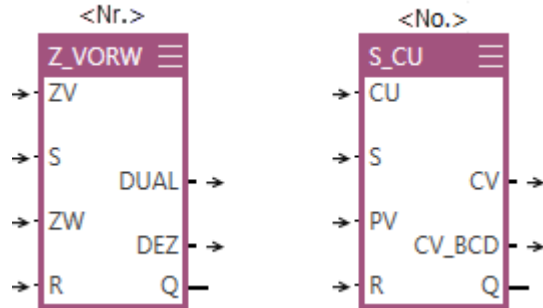 <Nr.>
Z_VORW
ZV
S
DUAL
ZW
DEZ
R
Q
<No.>
S_CU
CU
S
CV
PV
CV_BCD
R
Q